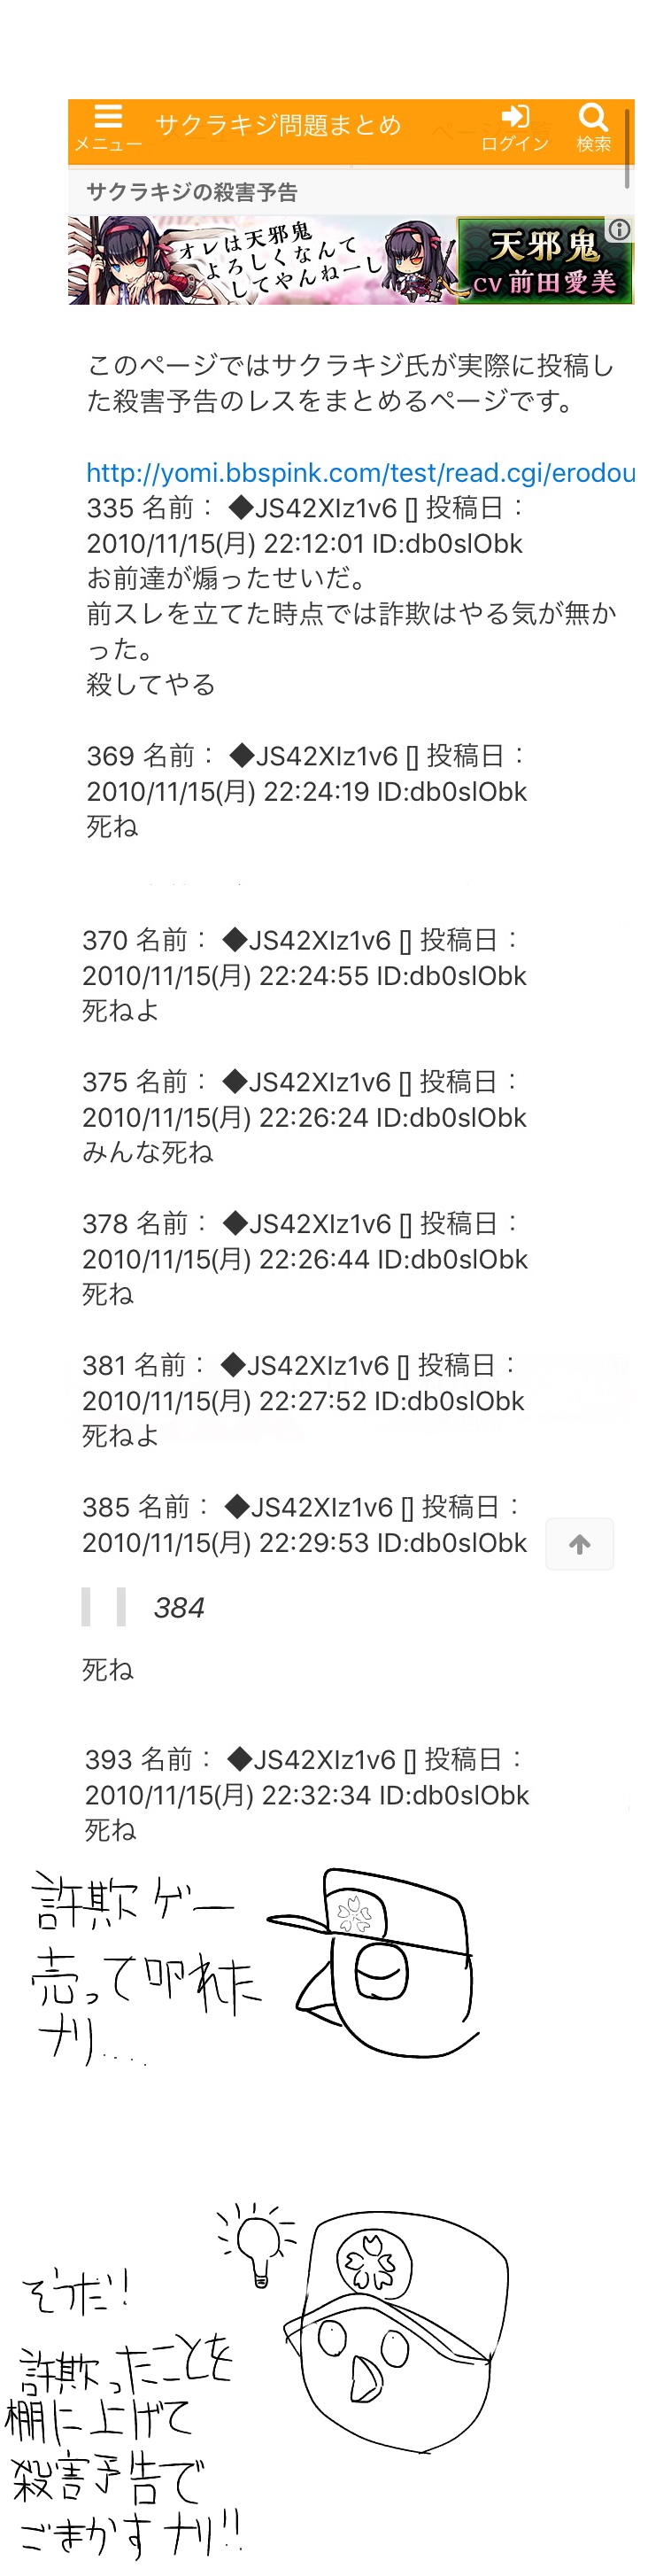 メニュー
サクラキジ問題まとめ
ログイン
検索
サクラキジの殺害予告
オレは天邪鬼
よろしくなんて
してやんねーし
天邪鬼
CV 前田愛美
このページではサクラキジ氏が実際に投稿し
た殺害予告のレスをまとめるページです。
http://yomi.bbspink.com/test/read.cgi/erodou
335 名前： ◆JS42XIz1v6 [] 投稿日：
2010/11/15(月) 22:12:01 ID:db0slObk
お前達が煽ったせいだ。
前スレを立てた時点では詐欺はやる気が無か
った。
殺してやる
369 名前： ◆JS42XIz1v6 [] 投稿日：
2010/11/15(月) 22:24:19 ID:db0slObk
死ね
370 名前： ◆JS42XIz1v6 [] 投稿日：
2010/11/15(月) 22:24:55 ID:db0slObk
死ねよ
375 名前： ◆JS42XIz1v6 [] 投稿日：
2010/11/15(月) 22:26:24 ID:db0slObk
みんな死ね
378 名前： ◆JS42XIz1v6 [] 投稿日：
2010/11/15(月) 22:26:44 ID:db0slObk
死ね
381 名前： ◆JS42XIz1v6 [] 投稿日：
2010/11/15(月) 22:27:52 ID:db0slObk
死ねよ
385 名前： ◆JS42XIz1v6 [] 投稿日：
2010/11/15(月) 22:29:53 ID:db0slObk
384
死ね
393 名前： ◆JS42XIz1v6 [] 投稿日：
2010/11/15(月) 22:32:34 ID:db0slObk
死ね
詐欺ゲー
売って叩れた
ナリ....
そうだ!
詐欺ったことを
棚に上げて
殺害予告で
ごまかすナリ!!